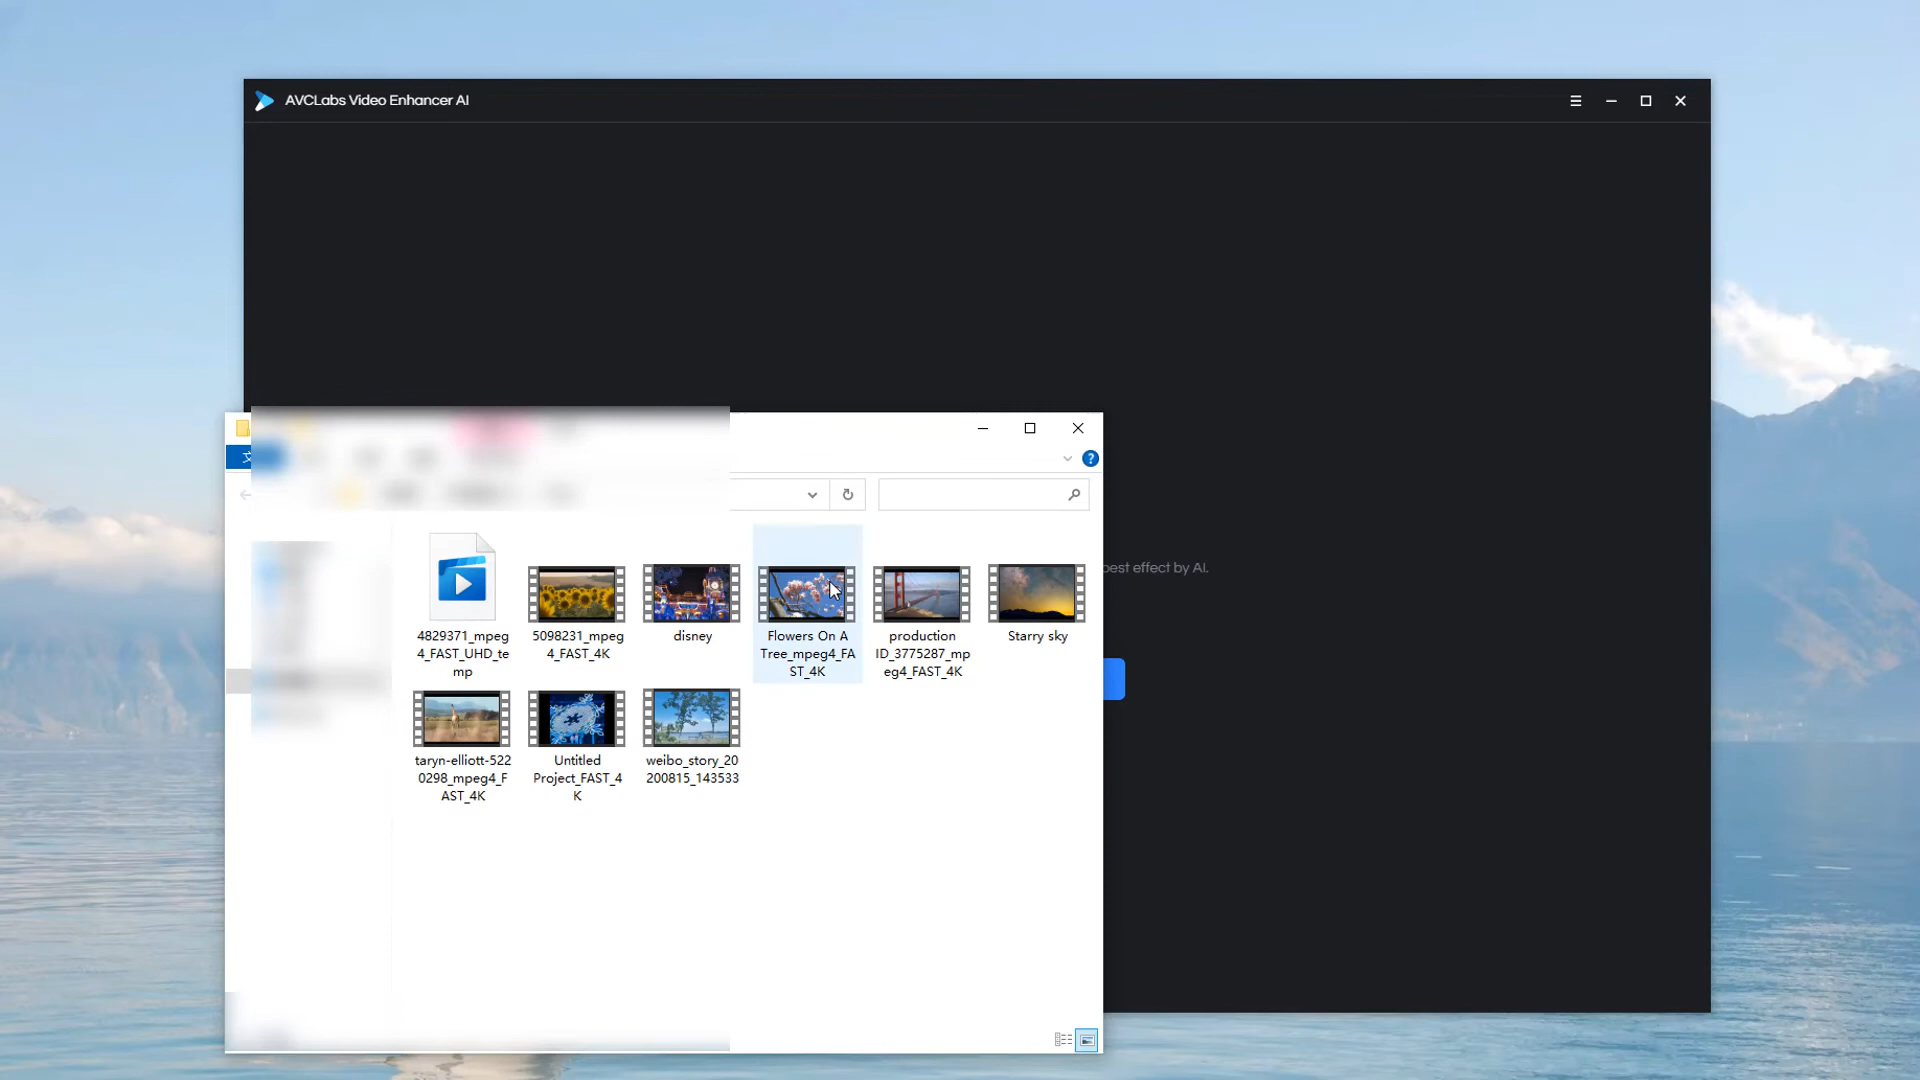 AVCLabs Video Enhancer AI
文
best effect by AI.
4829371_mpeg
4_FAST_UHD_te
mp
5098231_mpeg
4_FAST_4K
disney
Flowers On A
Tree_mpeg4_FA
ST_4K
production
ID_3775287_mp
eg4_FAST_4K
Starry sky
taryn-elliott-522
0298_mpeg4_F
AST_4K
Untitled
Project_FAST_4
K
weibo_story_20
200815_143533